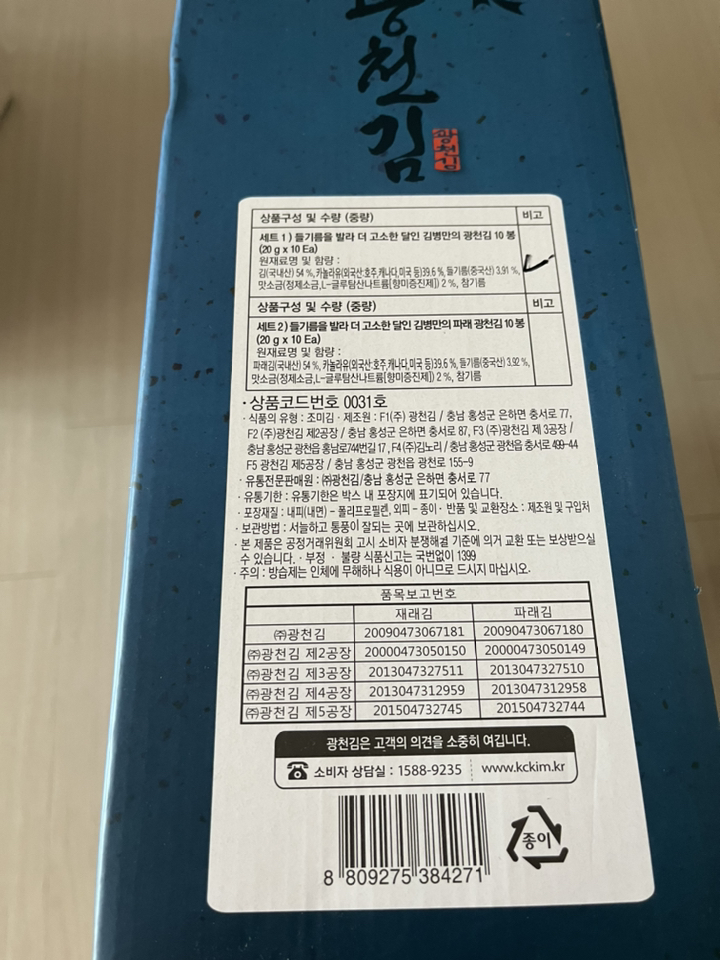 광천김
광천김
상품구성 및 수량 (중량) 비고
세트 1) 들기름을 발라 더 고소한 달인 김병만의 광천김 10 봉
(20 g x 10 Ea)
원재료명 및 함량 :
김(국내산) 54 %, 카놀라유(외국산:호주,캐나다,미국 등)39.6 %, 들기름(중국산) 3.91 %,
맛소금(정제소금,L-글루탐산나트륨[향미증진제]) 2 %, 참기름
상품구성 및 수량 (중량) 비고
세트 2) 들기름을 발라 더 고소한 달인 김병만의 파래 광천김 10 봉
(20 g x 10 Ea)
원재료명 및 함량 :
파래김(국내산) 54 %, 카놀라유(외국산:호주,캐나다,미국 등)39.6 %, 들기름(중국산) 3.92 %,
맛소금(정제소금,L-글루탐산나트륨[향미증진제]) 2 %, 참기름
·상품코드번호 0031호
· 식품의 유형 : 조미김 · 제조원 : F1(주) 광천김 / 충남 홍성군 은하면 충서로 77,
F2 (주)광천김 제2공장 / 충남 홍성군 은하면 충서로 87, F3 (주)광천김 제 3공장 /
충남 홍성군 광천읍 홍남로744번길 17, F4 (주)김노리 / 충남 홍성군 광천읍 충서로 499-44
F5 광천김 제5공장 / 충남 홍성군 광천읍 광천로 155-9
· 유통전문판매원 : ㈜광천김/충남 홍성군 은하면 충서로 77
· 유통기한 : 유통기한은 박스 내 포장지에 표기되어 있습니다.
· 포장재질 : 내피(내면) - 폴리프로필렌, 외피 - 종이 · 반품 및 교환장소 : 제조원 및 구입처
· 보관방법 : 서늘하고 통풍이 잘되는 곳에 보관하십시오.
· 본 제품은 공정거래위원회 고시 소비자 분쟁해결 기준에 의거 교환 또는 보상받으실
수 있습니다. · 부정 · 불량 식품신고는 국번없이 1399
· 주의 : 방습제는 인체에 무해하나 식용이 아니므로 드시지 마십시오.
품목보고번호
재래김 파래김
㈜광천김 20090473067181 20090473067180
㈜광천김 제2공장 20000473050150 20000473050149
㈜광천김 제3공장 2013047327511 2013047327510
㈜광천김 제4공장 2013047312959 2013047312958
㈜광천김 제5공장 201504732745 201504732744
광천김은 고객의 의견을 소중히 여깁니다.
소비자 상담실 : 1588-9235 www.kckim.kr
종이
8 809275 384271